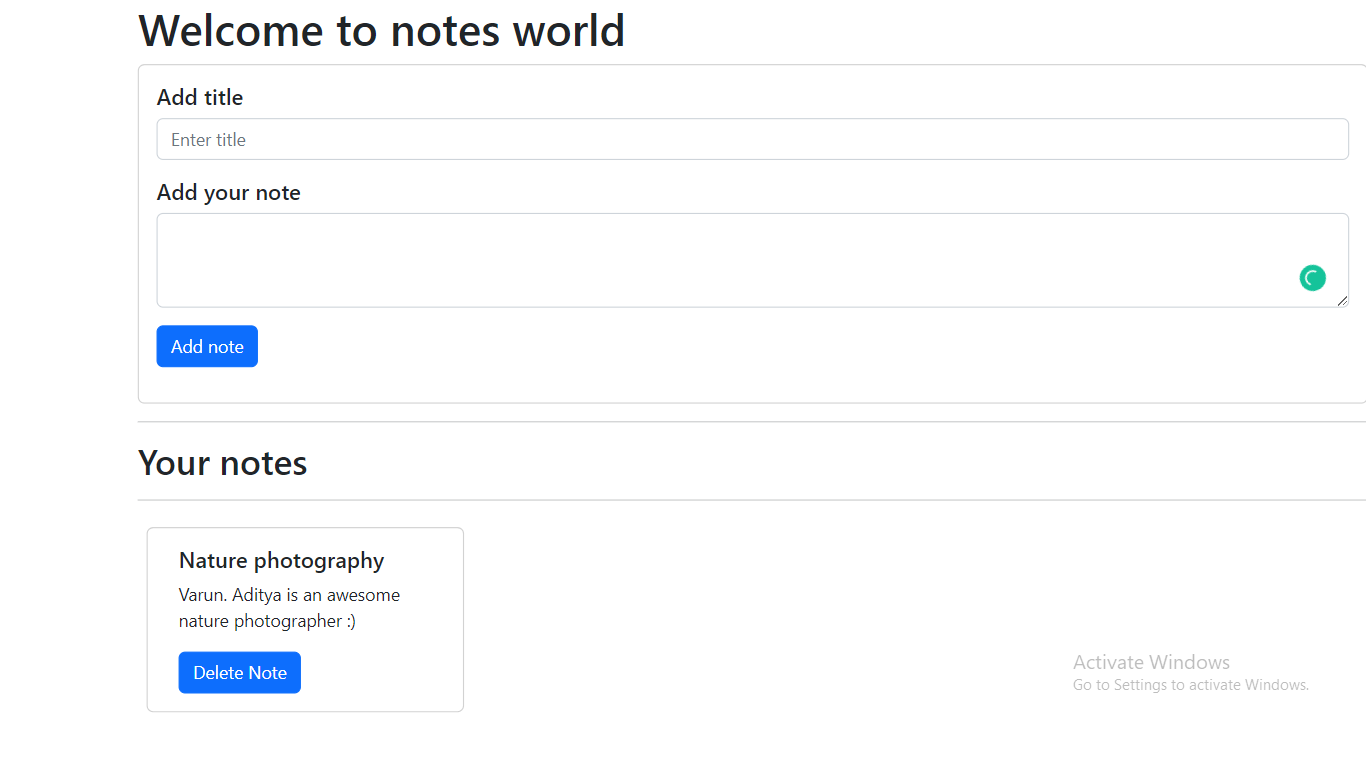 Welcome to notes world
Add title
Enter title
Add your note
Add note
Your notes
Nature photography
Varun. Aditya is an awesome
nature photographer :)
Delete Note
Activate Windows
Go to Settings to activate Windows.